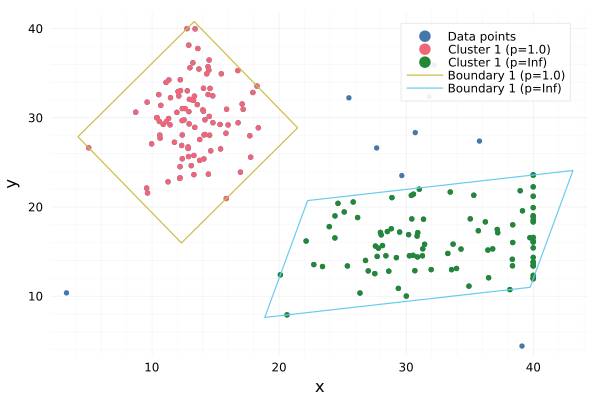 40
30
20
10
y
10
20
30
40
x
Data points
Cluster 1 (p=1.0)
Cluster 1 (p=Inf)
Boundary 1 (p=1.0)
Boundary 1 (p=Inf)